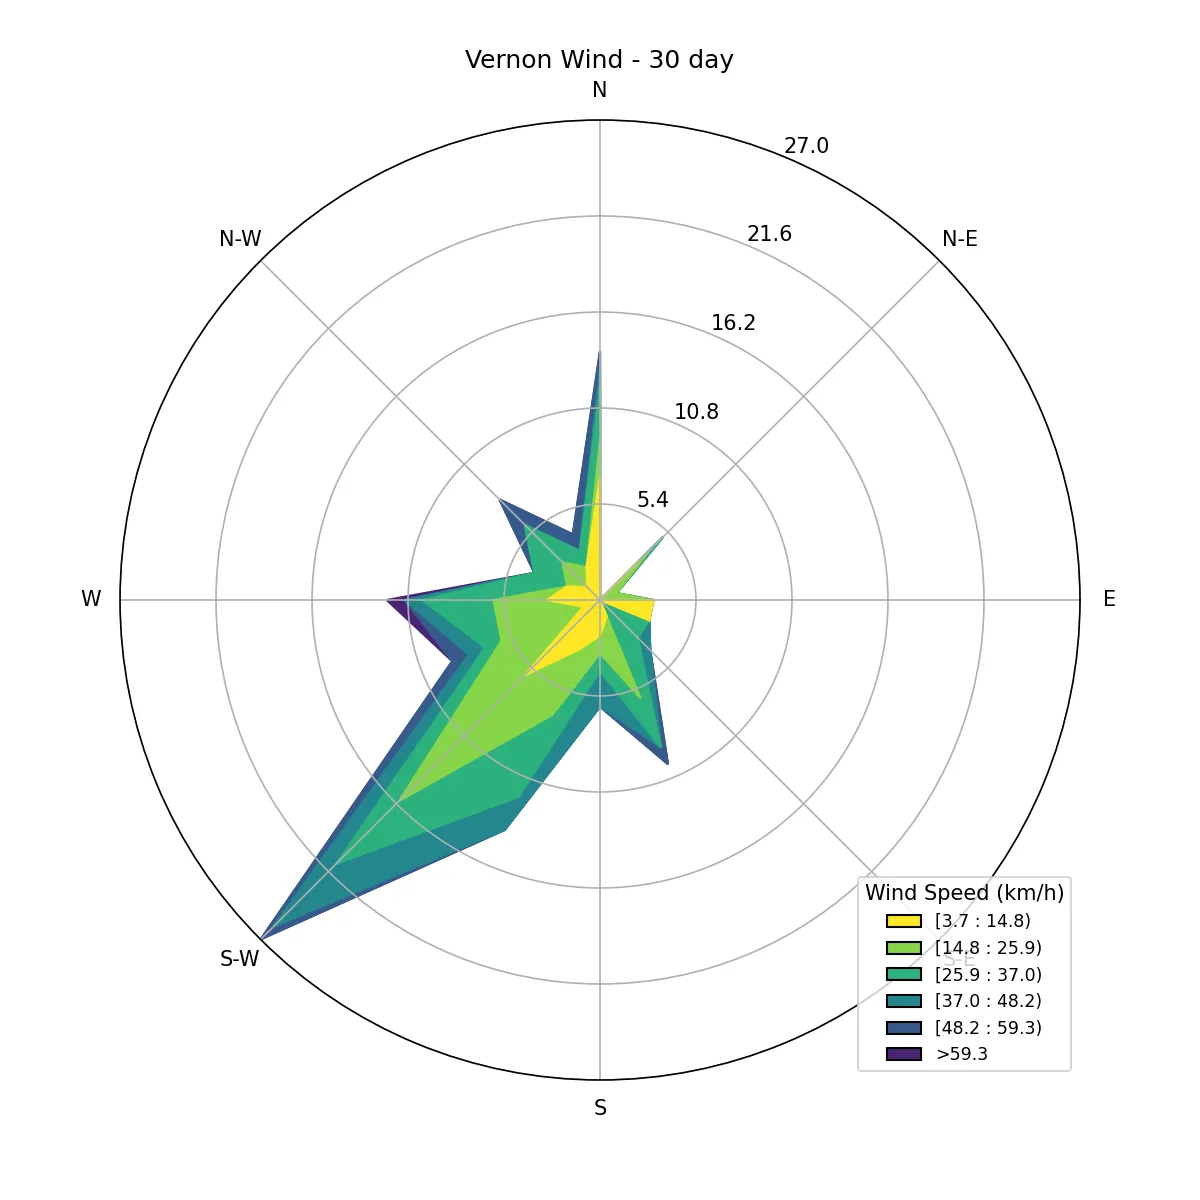 Vernon Wind - 30 day
N
27.0
N-W
N-E
21.6
16.2
10.8
5.4
W
E
S-W
S-E
S
Wind Speed (km/h)
[3.7 : 14.8)
[14.8 : 25.9)
[25.9 : 37.0)
[37.0 : 48.2)
[48.2 : 59.3)
>59.3